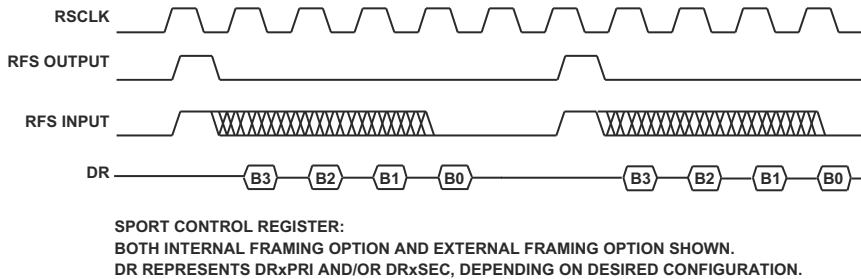 RSCLK
RFS OUTPUT
RFS INPUT
DR B3 B2 B1 B0 B3 B2 B1 B0
SPORT CONTROL REGISTER:
BOTH INTERNAL FRAMING OPTION AND EXTERNAL FRAMING OPTION SHOWN.
DR REPRESENTS DRxPRI AND/OR DRxSEC, DEPENDING ON DESIRED CONFIGURATION.